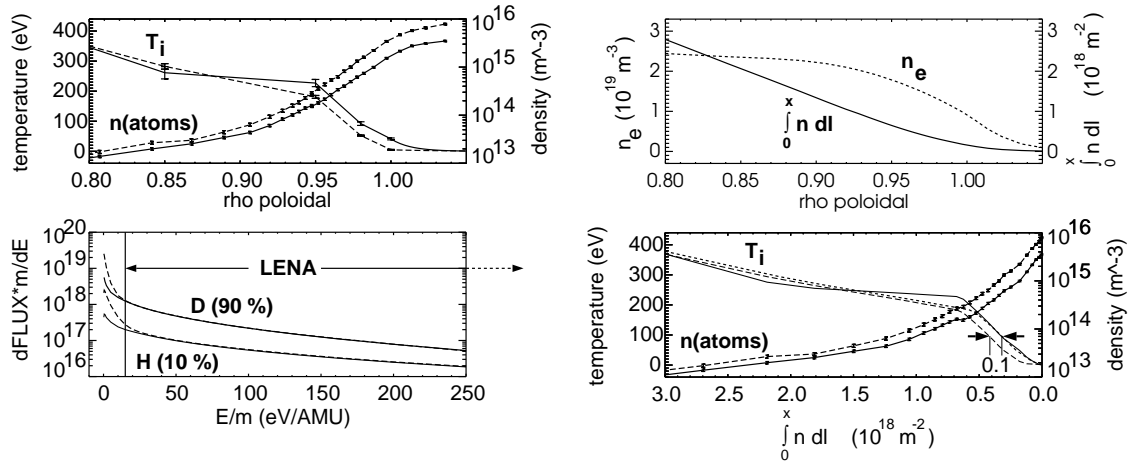 temperature (eV)
400
300
200
100
0
T_i
n(atoms)
10^16
10^15
10^14
10^13
density (m^-3)
0.80
0.85
0.90
0.95
1.00
rho poloidal
n_e (10^19 m^-3)
3
2
1
0
n_e
∫_0^x n dl
3
2
1
0
∫_0^x n dl (10^18 m^-2)
0.80
0.85
0.90
0.95
1.00
rho poloidal
dFLUX*m/dE
10^20
10^19
10^18
10^17
10^16
LENA
D (90 %)
H (10 %)
0
50
100
150
200
250
E/m (eV/AMU)
temperature (eV)
400
300
200
100
0
T_i
n(atoms)
0.1
10^16
10^15
10^14
10^13
density (m^-3)
3.0
2.5
2.0
1.5
1.0
0.5
0.0
∫_0^x n dl (10^18 m^-2)